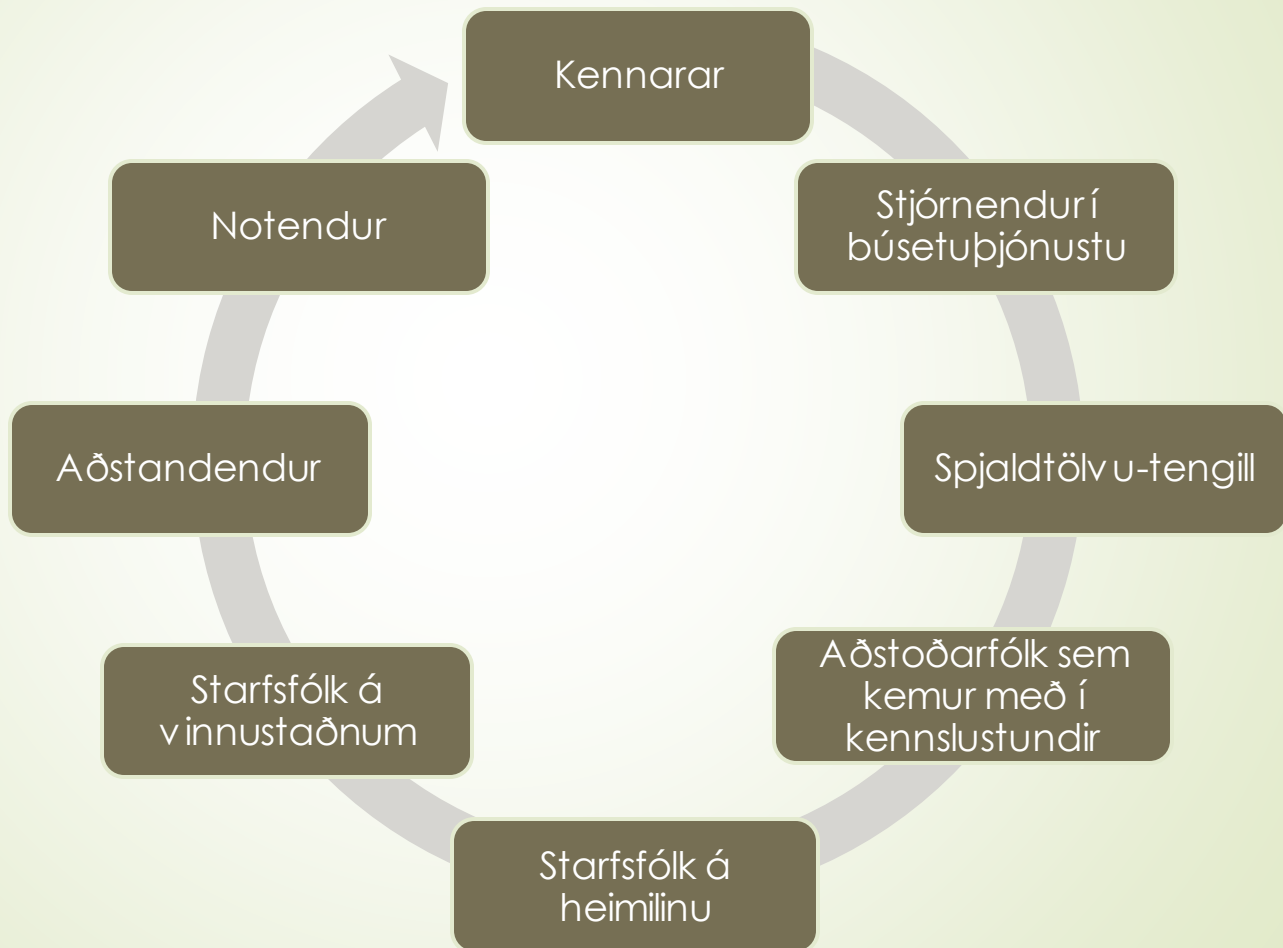 Kennarar
Stjórnendur í
búsetuþjónustu
Spjaldtölvu-tengill
Aðstoðarfólk sem
kemur með í
kennslustundir
Starfsfólk á
heimilinu
Starfsfólk á
vinnustaðnum
Aðstandendur
Notendur